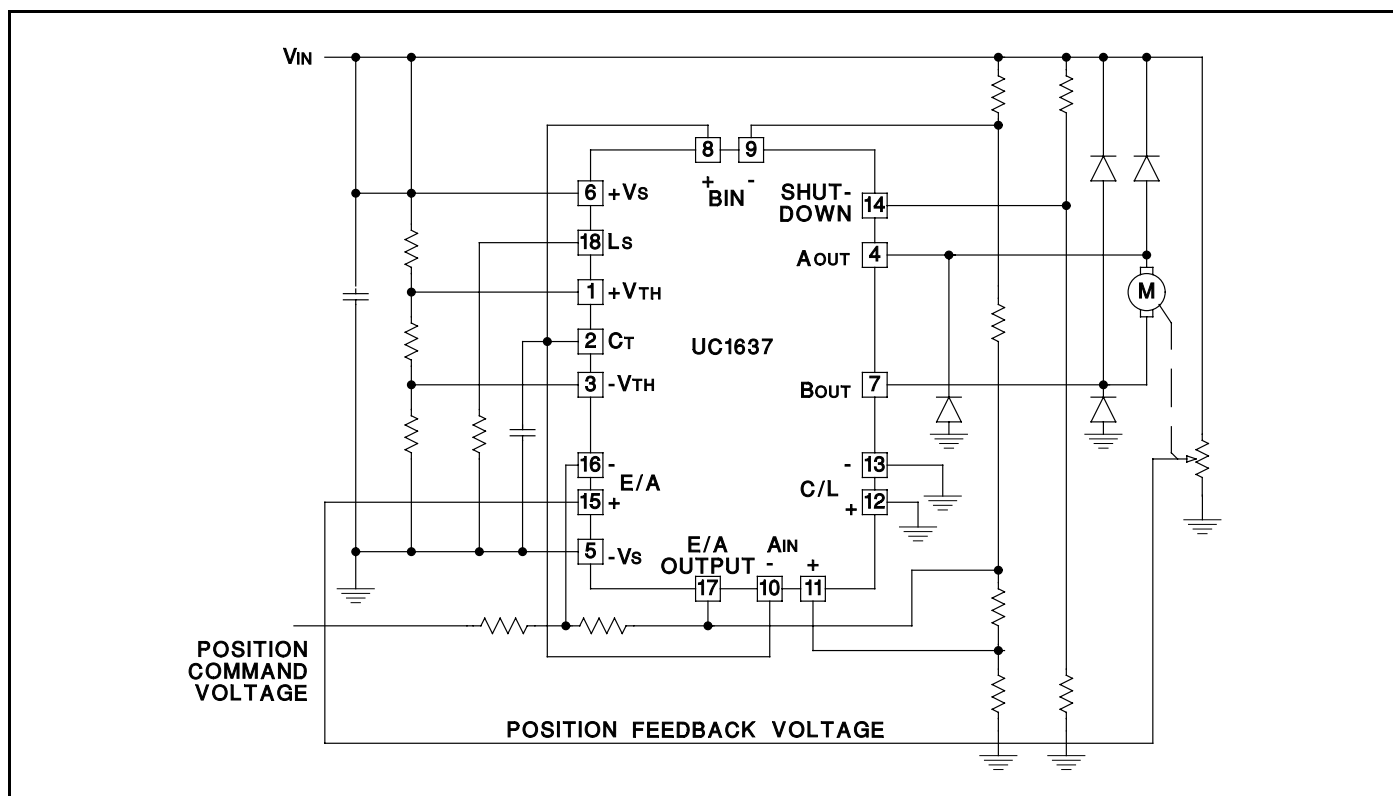 VIN
8 9
+ BIN -
6 +VS
18 LS
1 +VTH
2 CT
3 -VTH
16 -
E/A
15 +
5 -VS
UC1637
SHUT-
DOWN 14
AOUT 4
M
BOUT 7
- 13
C/L
+ 12
E/A
OUTPUT
AIN
- +
17 10 11
POSITION
COMMAND
VOLTAGE
POSITION FEEDBACK VOLTAGE